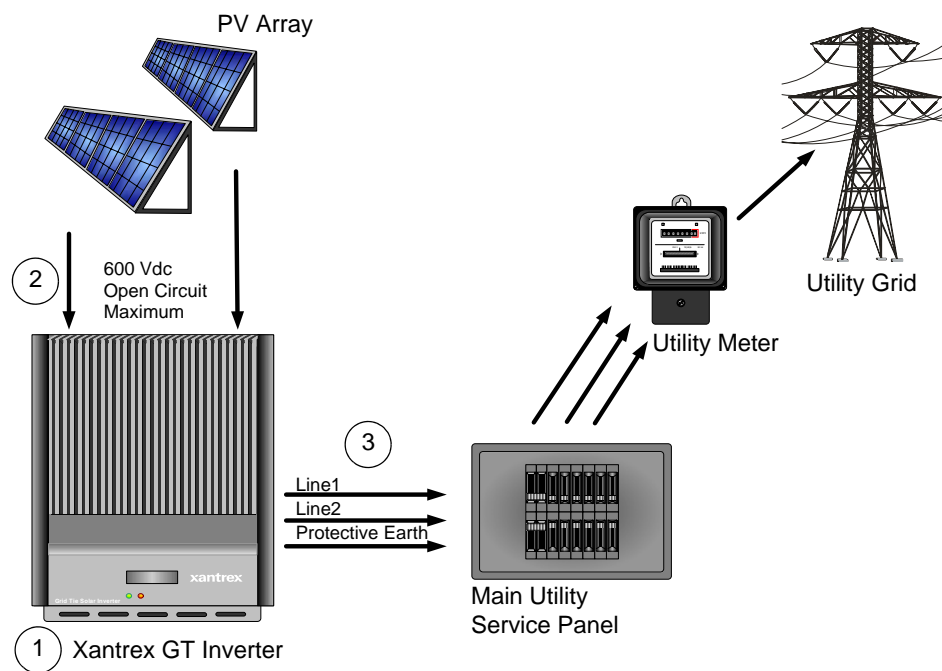 PV Array
2
600 Vdc
Open Circuit
Maximum
Utility Grid
Utility Meter
3
Line1
Line2
Protective Earth
xantrex
Grid Tie Solar Inverter
Main Utility
Service Panel
1
Xantrex GT Inverter